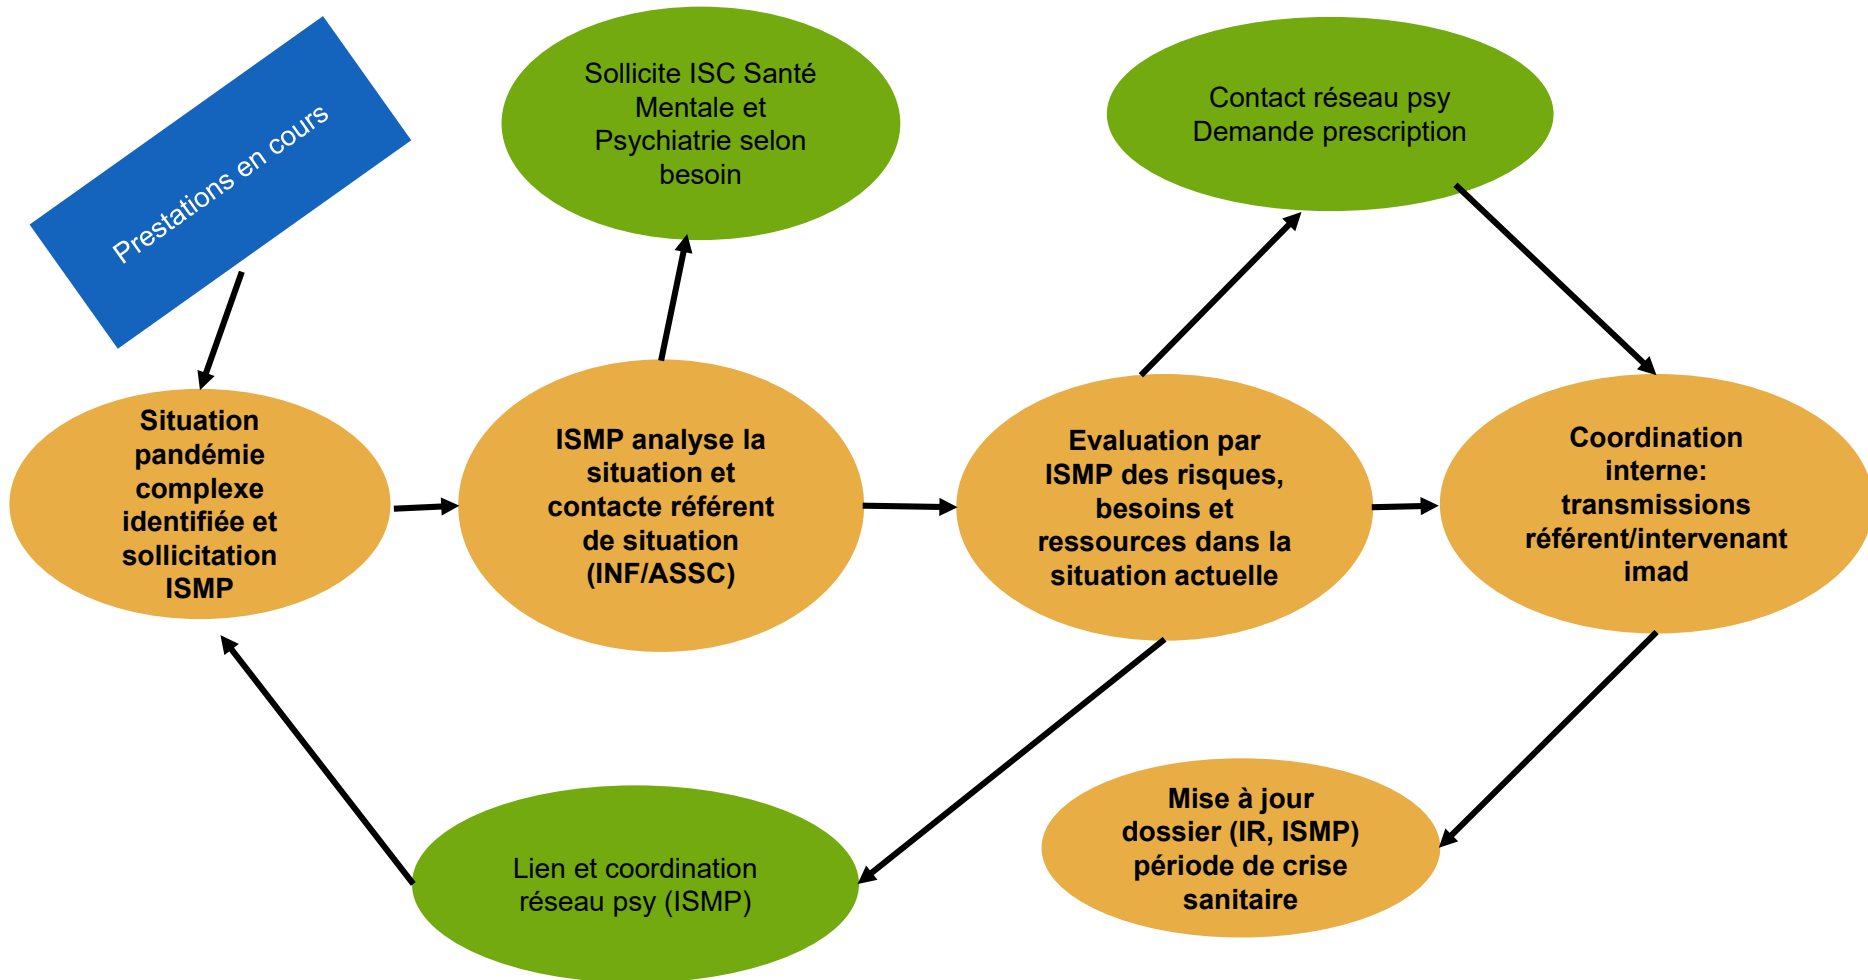 Prestations en cours
Sollicite ISC Santé
Mentale et
Psychiatrie selon
besoin
Contact réseau psy
Demande prescription
Situation
pandémie
complexe
identifiée et
sollicitation
ISMP
ISMP analyse la
situation et
contacte référent
de situation
(INF/ASSC)
Evaluation par
ISMP des risques,
besoins et
ressources dans la
situation actuelle
Coordination
interne:
transmissions
référent/intervenant
imad
Lien et coordination
réseau psy (ISMP)
Mise à jour
dossier (IR, ISMP)
période de crise
sanitaire